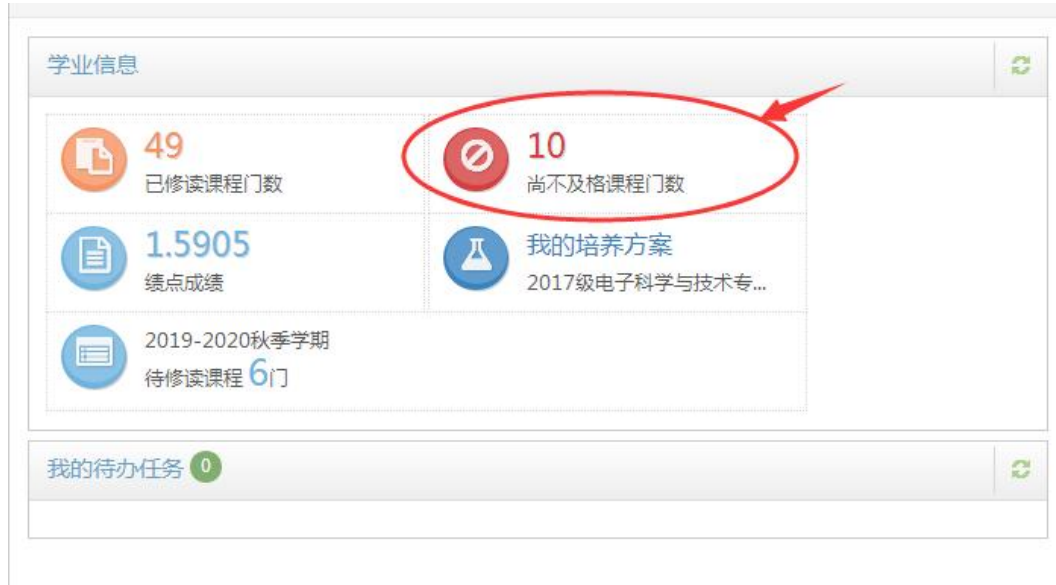 学业信息
49
已修读课程门数
10
尚不及格课程门数
1.5905
绩点成绩
我的培养方案
2017级电子科学与技术专...
2019-2020秋季学期
待修读课程 6门
我的待办任务 0